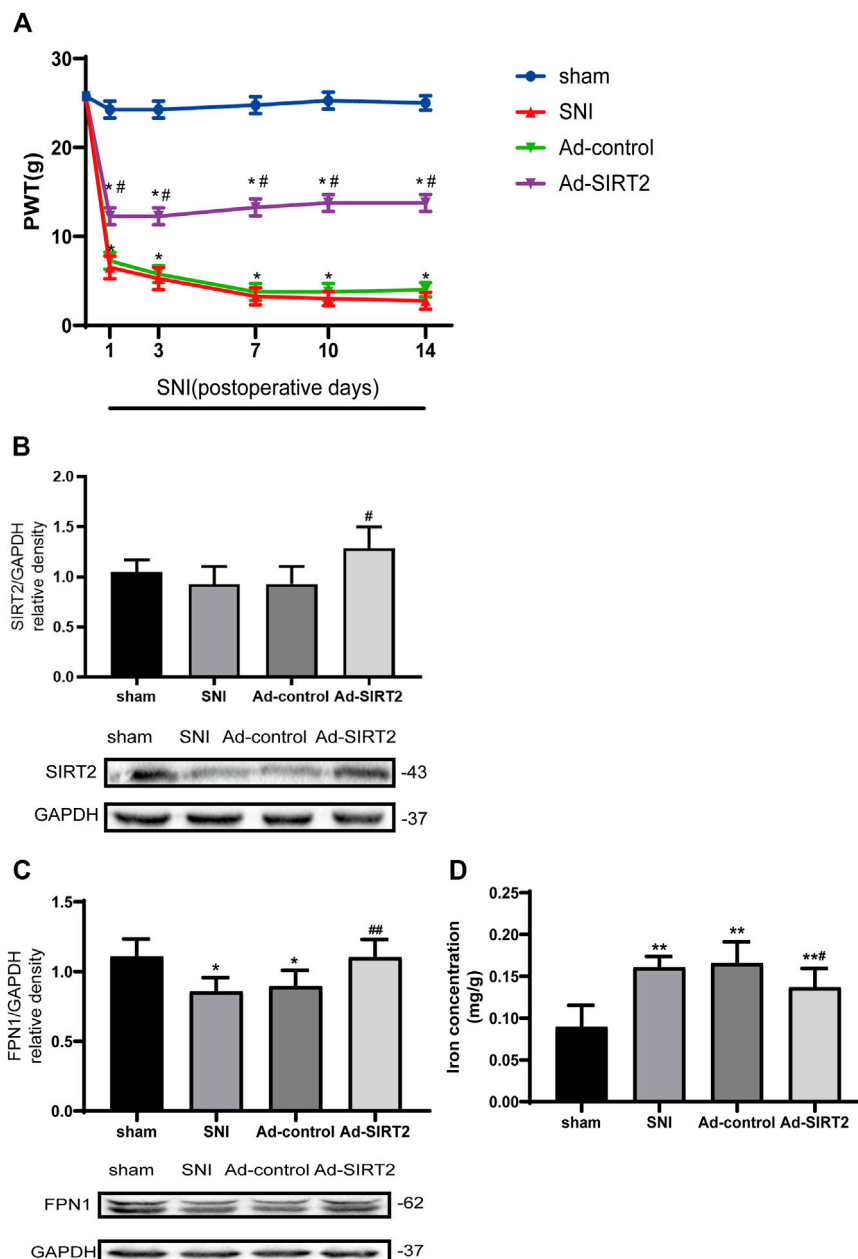 A
30
20
10
0
PWT(g)
*# *# *# *# *#
* * * * *
1 3 7 10 14
SNI(postoperative days)
sham
SNI
Ad-control
Ad-SIRT2
B
SIRT2/GAPDH
relative density
2.0
1.5
1.0
0.5
0.0
#
sham SNI Ad-control Ad-SIRT2
sham SNI Ad-control Ad-SIRT2
SIRT2 -43
GAPDH -37
C
FPN1/GAPDH
relative density
1.5
1.0
0.5
0.0
* * ##
sham SNI Ad-control Ad-SIRT2
sham SNI Ad-control Ad-SIRT2
FPN1 -62
GAPDH -37
D
Iron concentration
(mg/g)
0.25
0.20
0.15
0.10
0.05
0.00
** ** **#
sham SNI Ad-control Ad-SIRT2